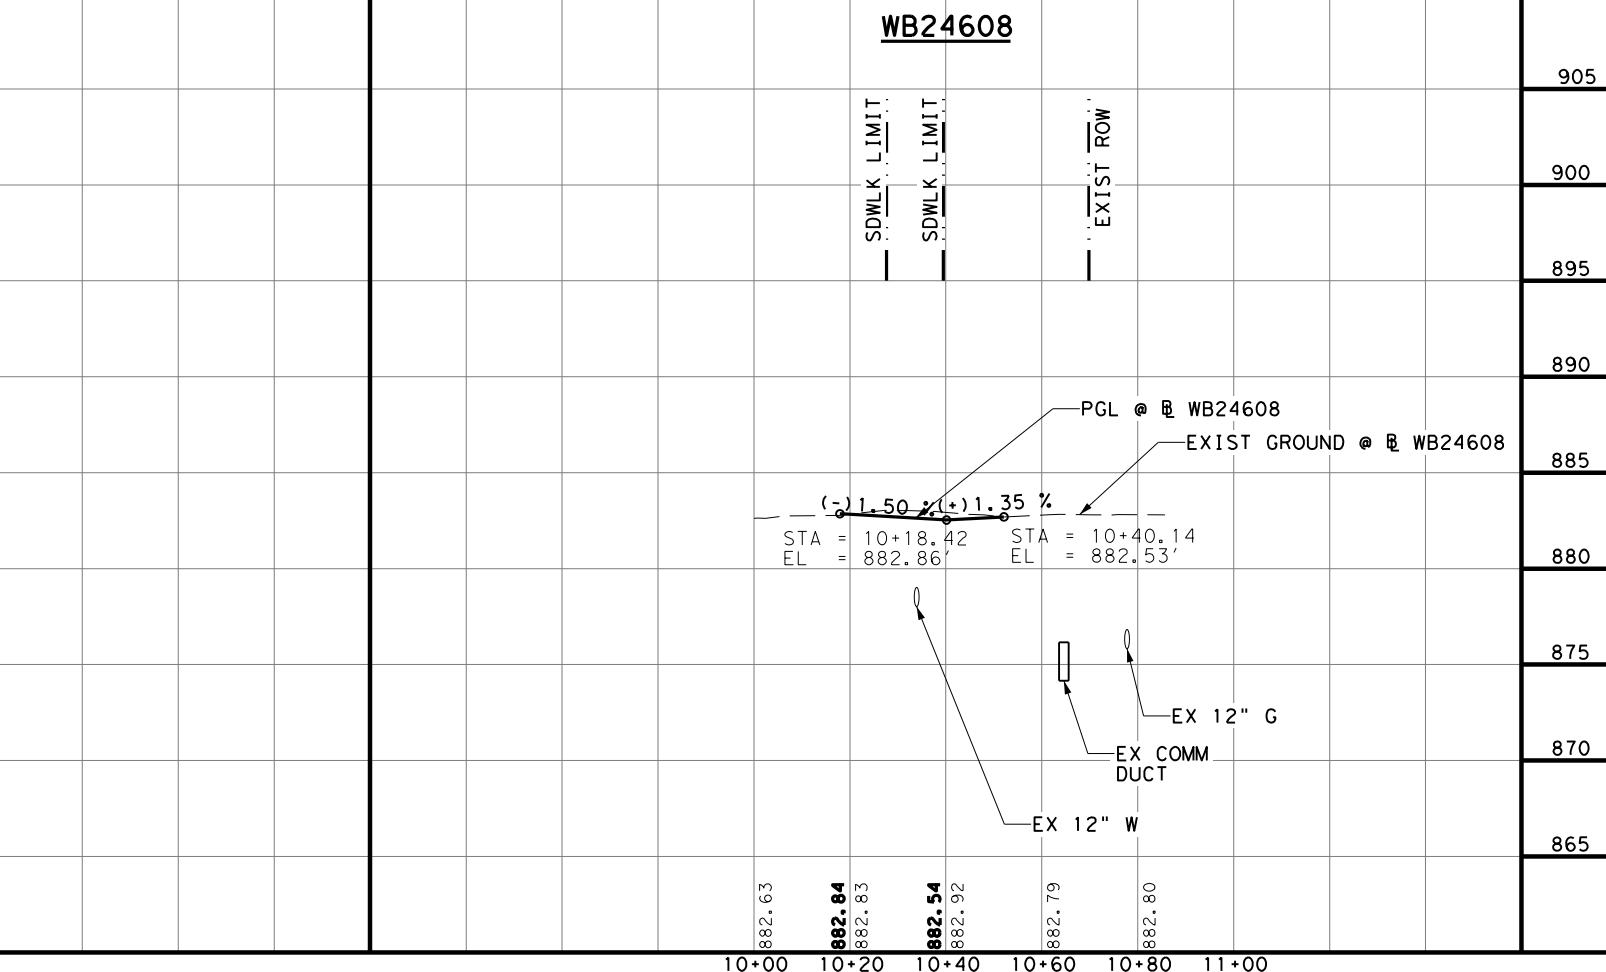 WB24608
905
SDWLK LIMIT
SDWLK LIMIT
EXIST ROW
900
895
890
PGL @ ⅊ WB24608
EXIST GROUND @ ⅊ WB24608
885
(-)1.50 %
(+)1.35 %
STA = 10+18.42
EL = 882.86'
STA = 10+40.14
EL = 882.53'
880
875
EX 12" G
870
EX COMM
DUCT
EX 12" W
865
882.63
882.84
882.83
882.54
882.92
882.79
882.80
10+00 10+20 10+40 10+60 10+80 11+00